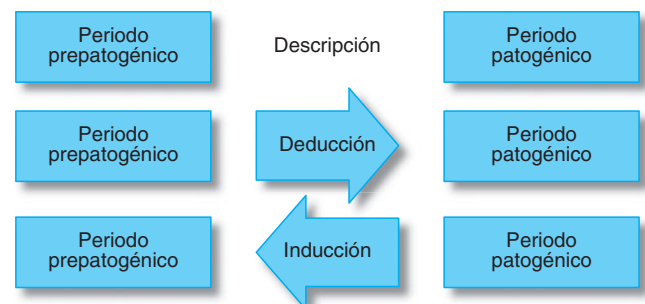 Periodo
prepatogénico
Descripción
Periodo
patogénico
Periodo
prepatogénico
Deducción
Periodo
patogénico
Periodo
prepatogénico
Inducción
Periodo
patogénico